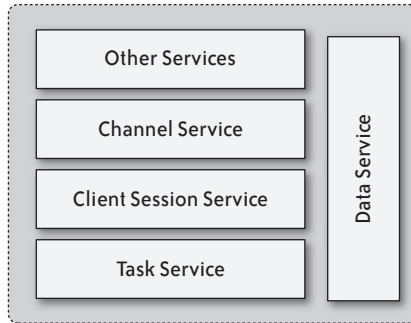 Other Services
Channel Service
Client Session Service
Task Service
Data Service